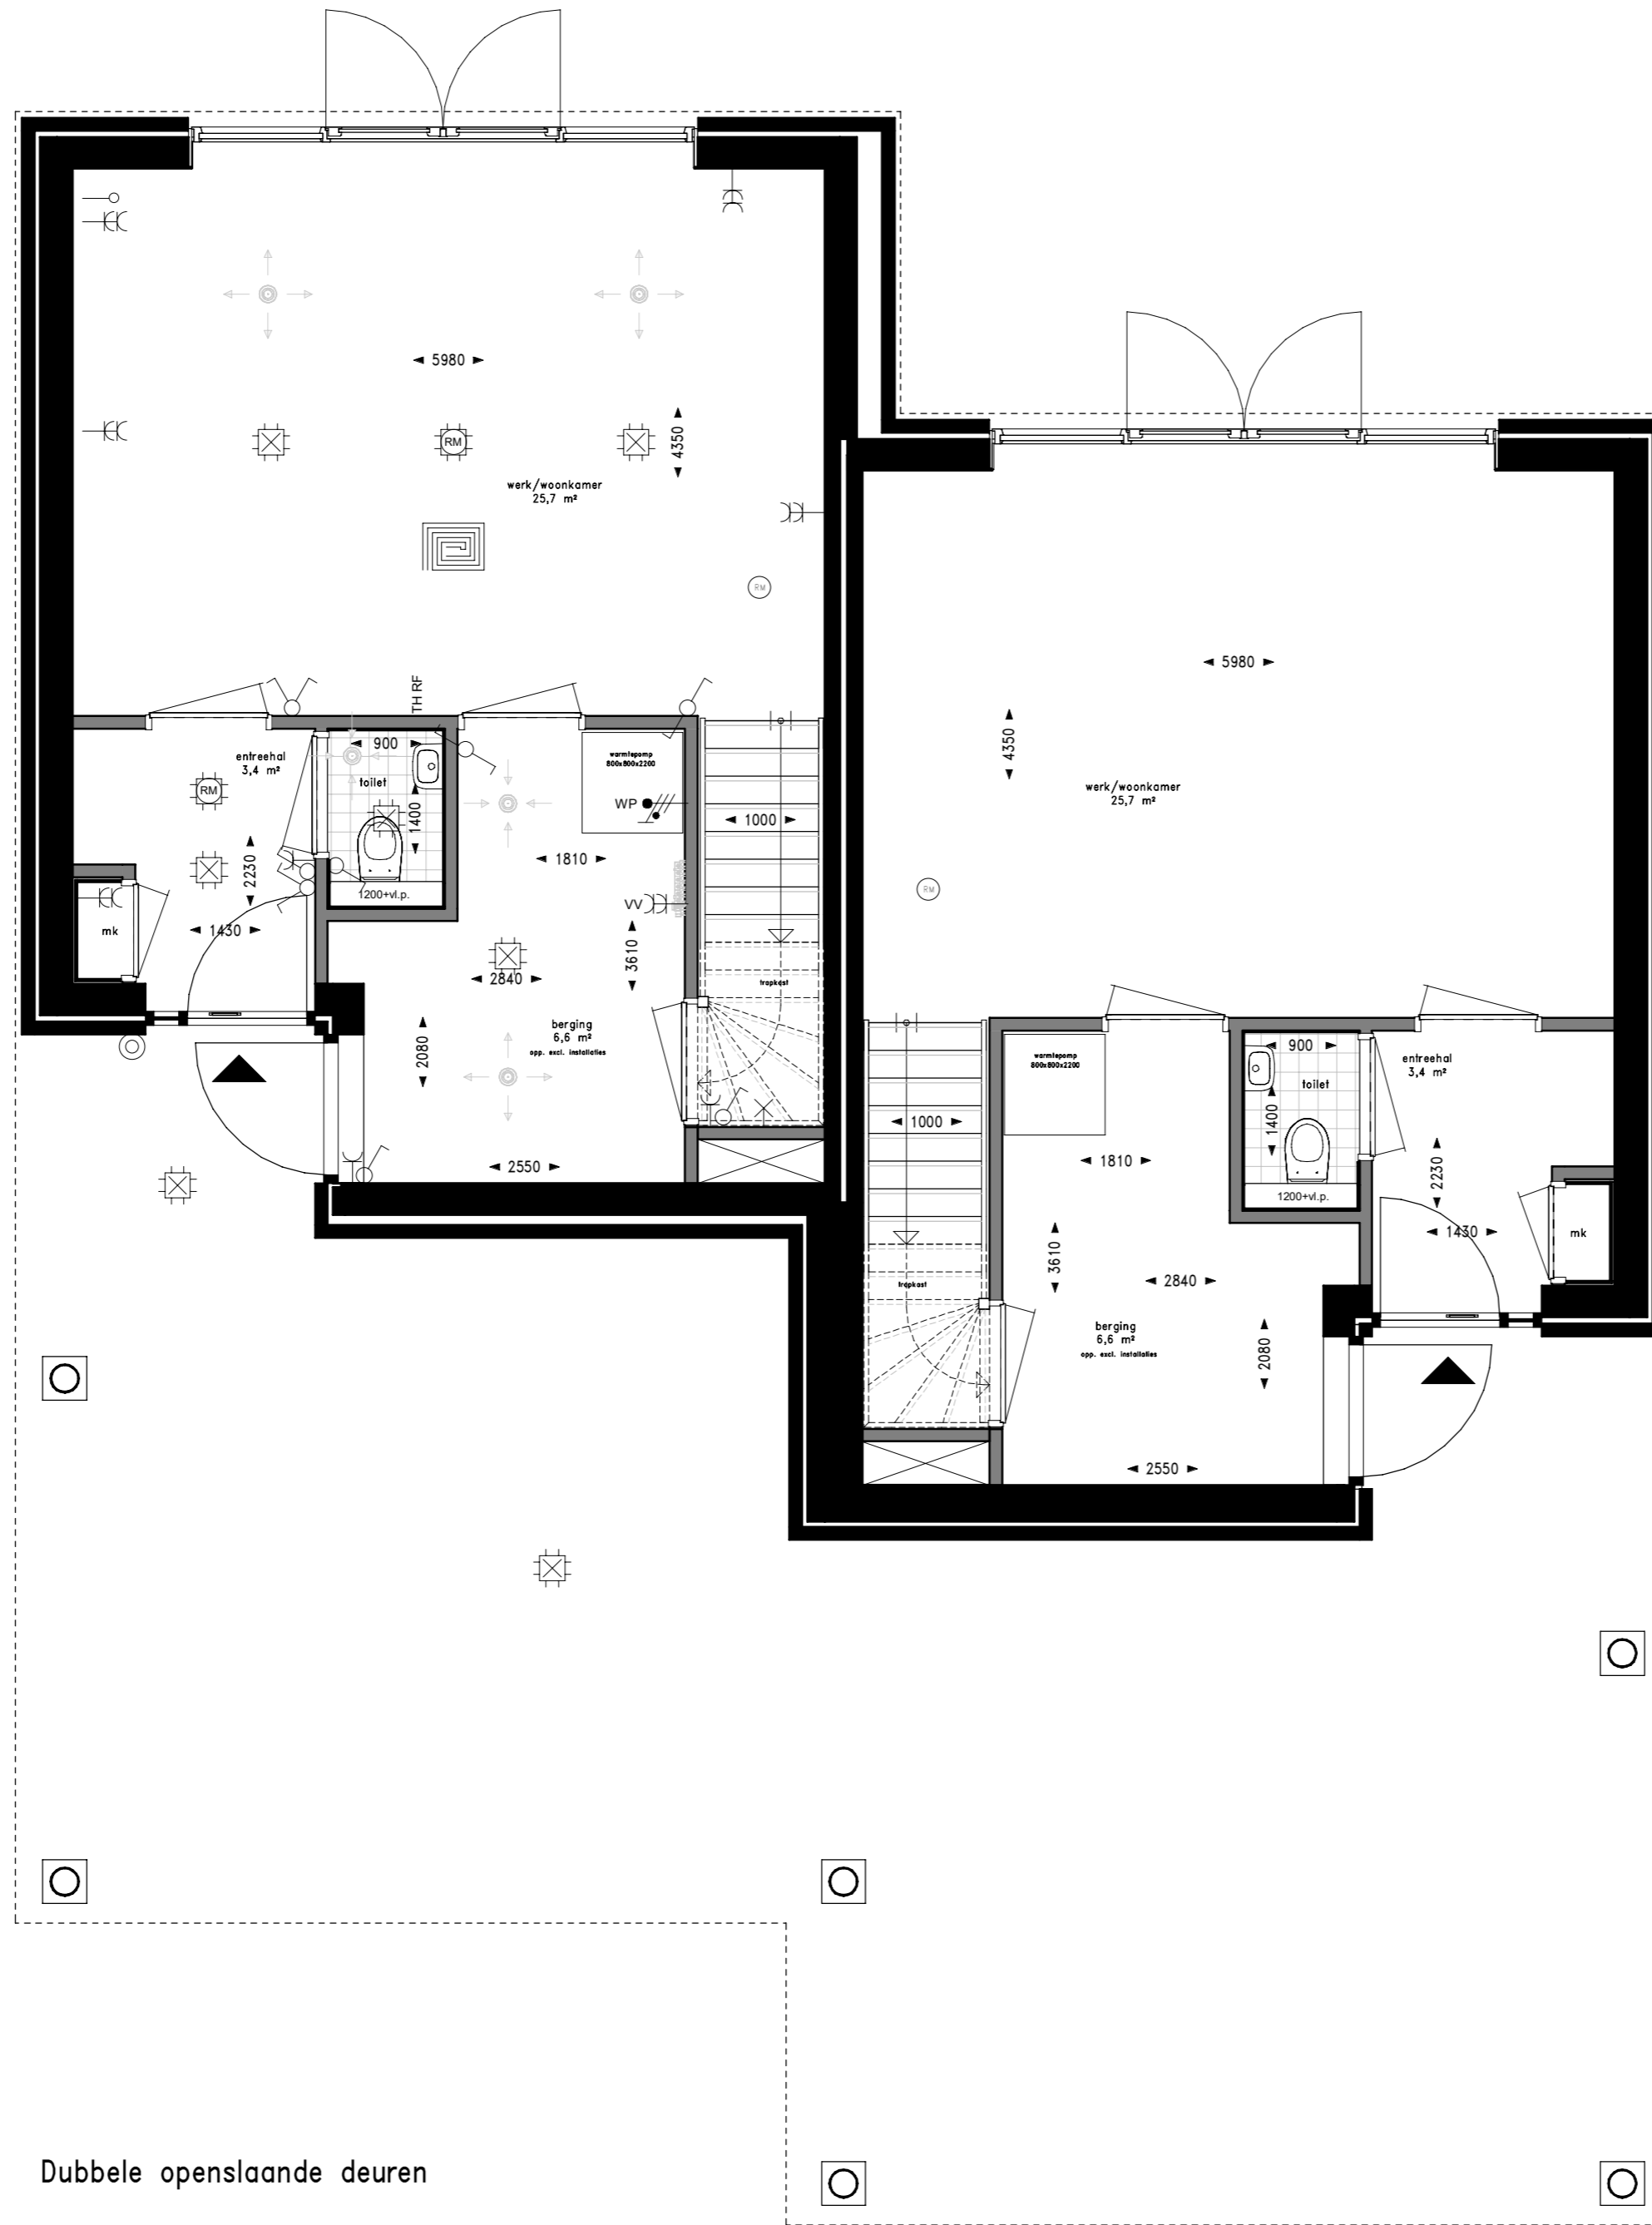 5980
4350
RM
werk/woonkamer
25,7 m²
RM
TH RF
entreehal
3,4 m²
RM
900
toilet
1400
1200+vl.p.
2230
1430
mk
warmtepomp
800x800x2200
WP
1810
1000
VV
3610
2840
trapkast
berging
6,6 m²
opp. excl. installaties
2080
2550
5980
4350
werk/woonkamer
25,7 m²
RM
warmtepomp
800x800x2200
1000
1810
900
toilet
1400
1200+vl.p.
entreehal
3,4 m²
2230
1430
mk
3610
2840
trapkast
berging
6,6 m²
opp. excl. installaties
2080
2550
Dubbele openslaande deuren